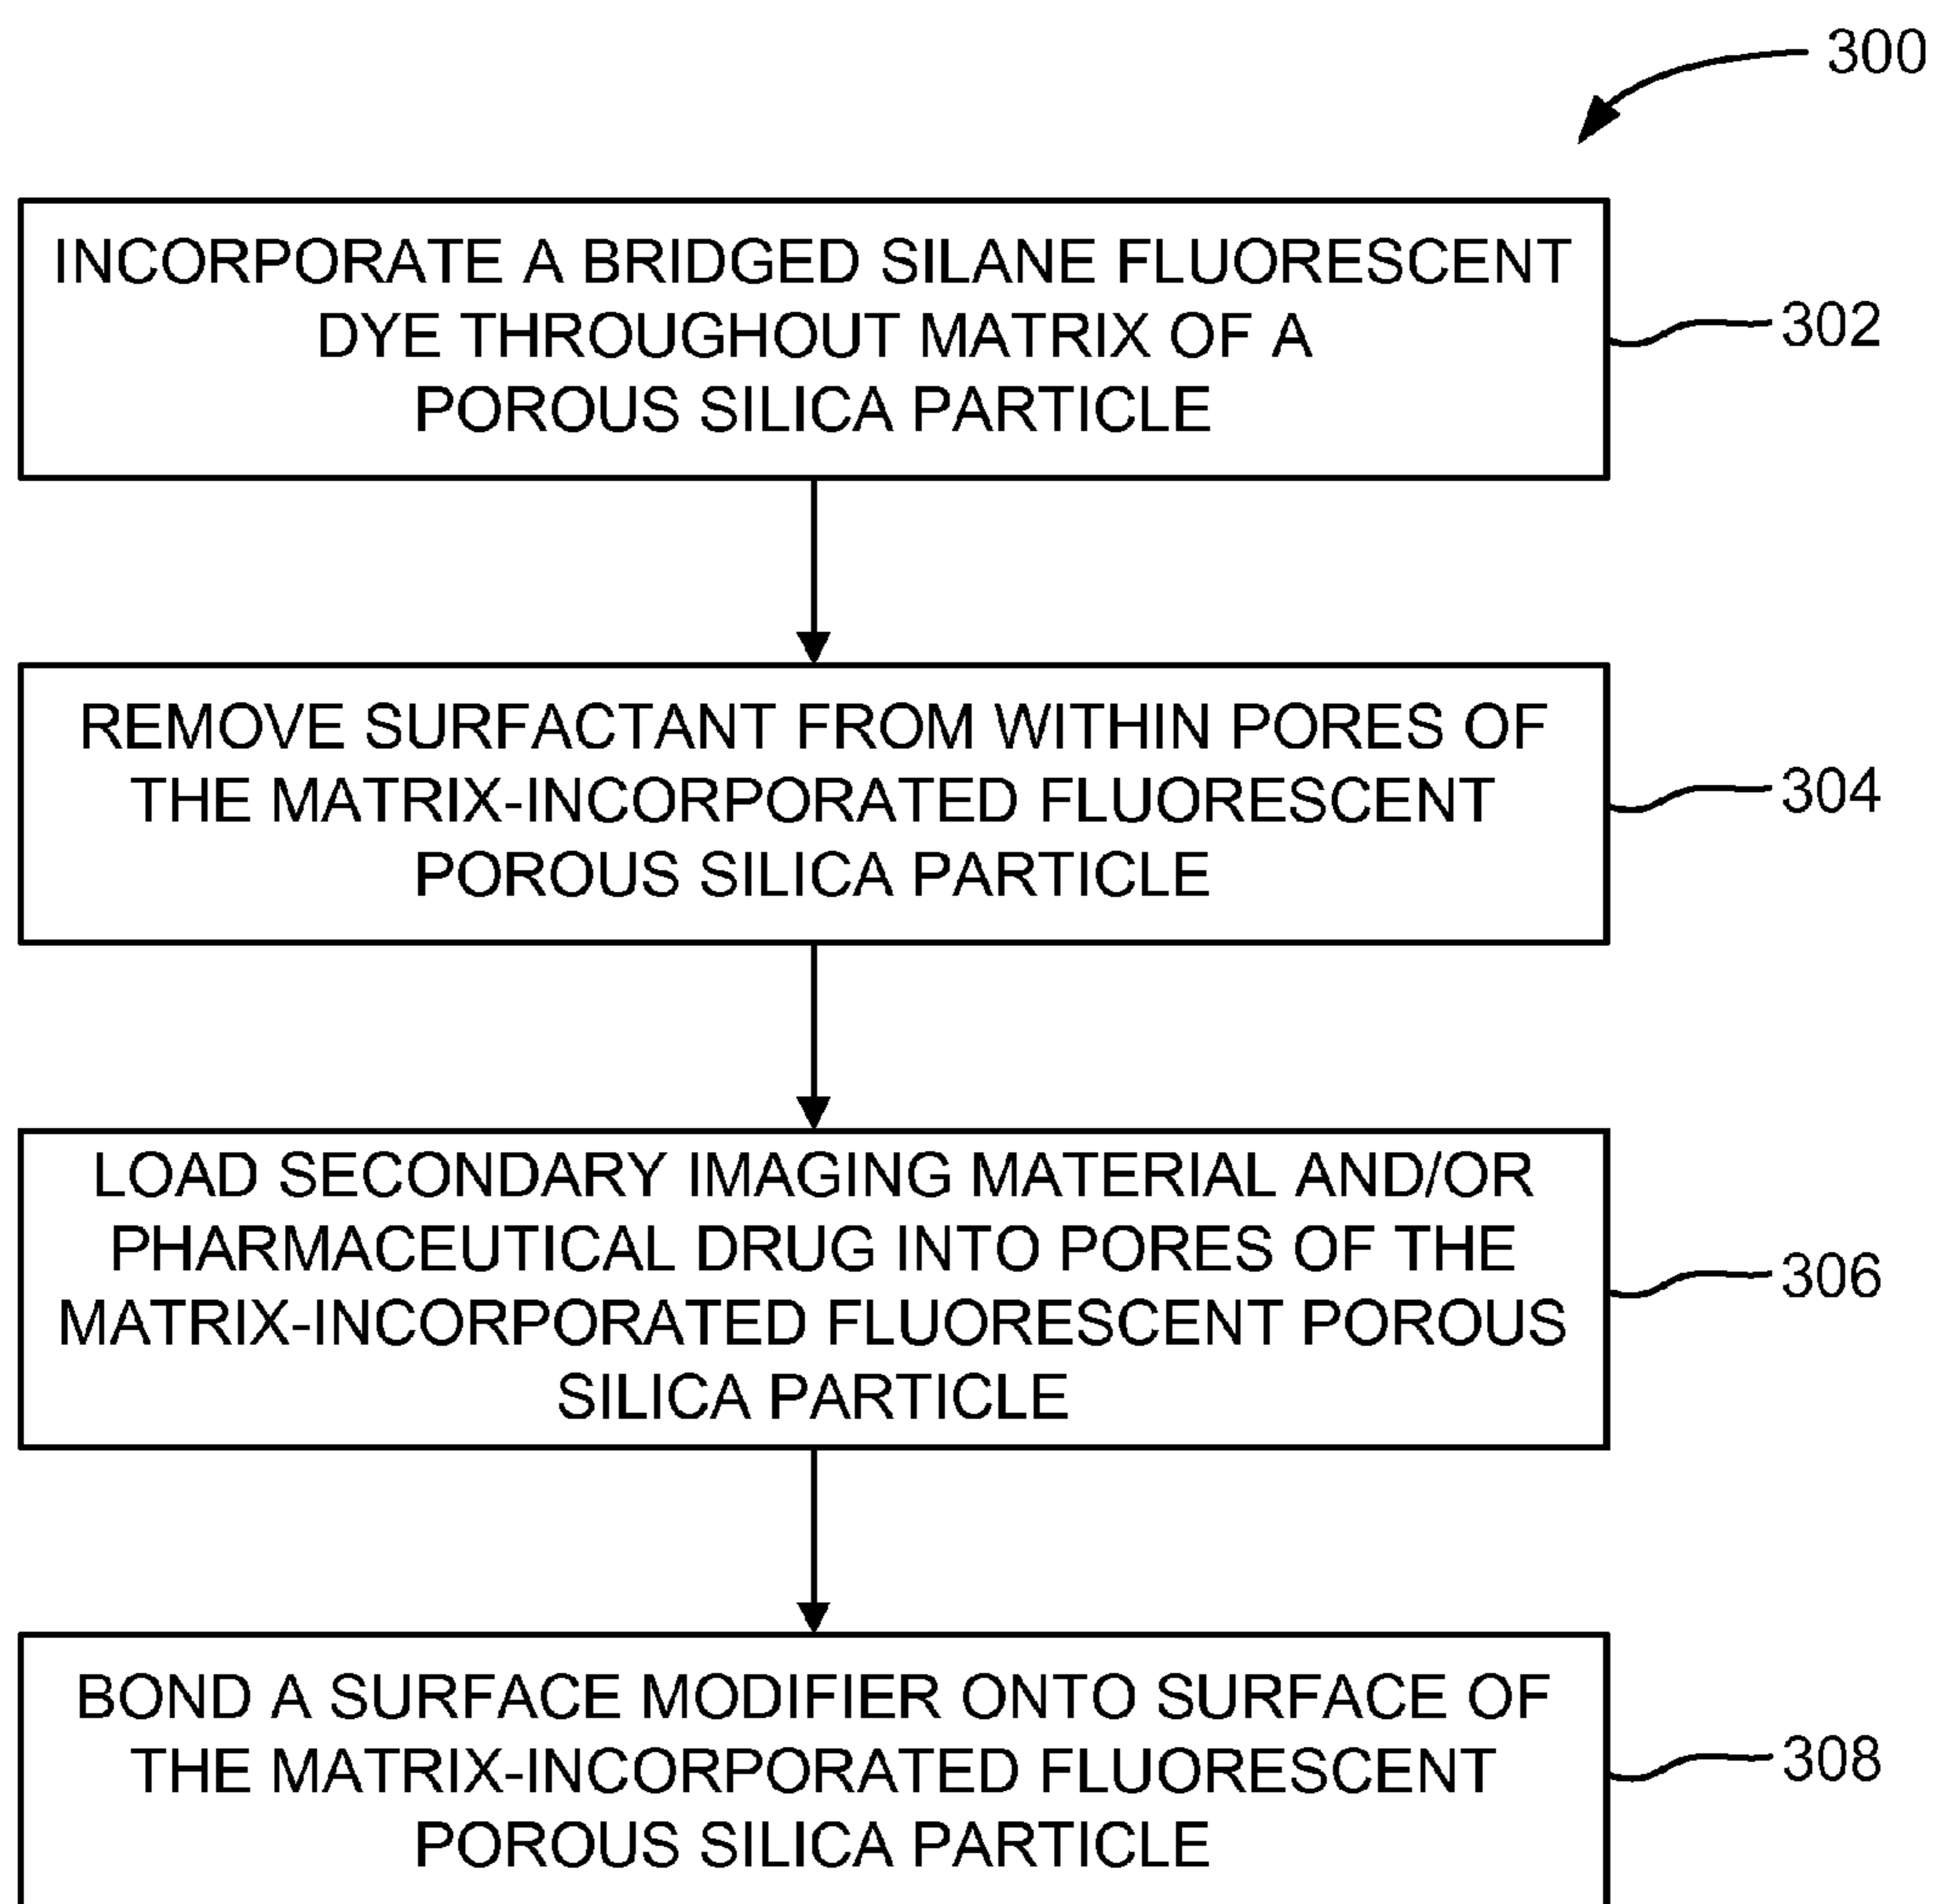 300
INCORPORATE A BRIDGED SILANE FLUORESCENT
DYE THROUGHOUT MATRIX OF A
POROUS SILICA PARTICLE
302
REMOVE SURFACTANT FROM WITHIN PORES OF
THE MATRIX-INCORPORATED FLUORESCENT
POROUS SILICA PARTICLE
304
LOAD SECONDARY IMAGING MATERIAL AND/OR
PHARMACEUTICAL DRUG INTO PORES OF THE
MATRIX-INCORPORATED FLUORESCENT POROUS
SILICA PARTICLE
306
BOND A SURFACE MODIFIER ONTO SURFACE OF
THE MATRIX-INCORPORATED FLUORESCENT
POROUS SILICA PARTICLE
308